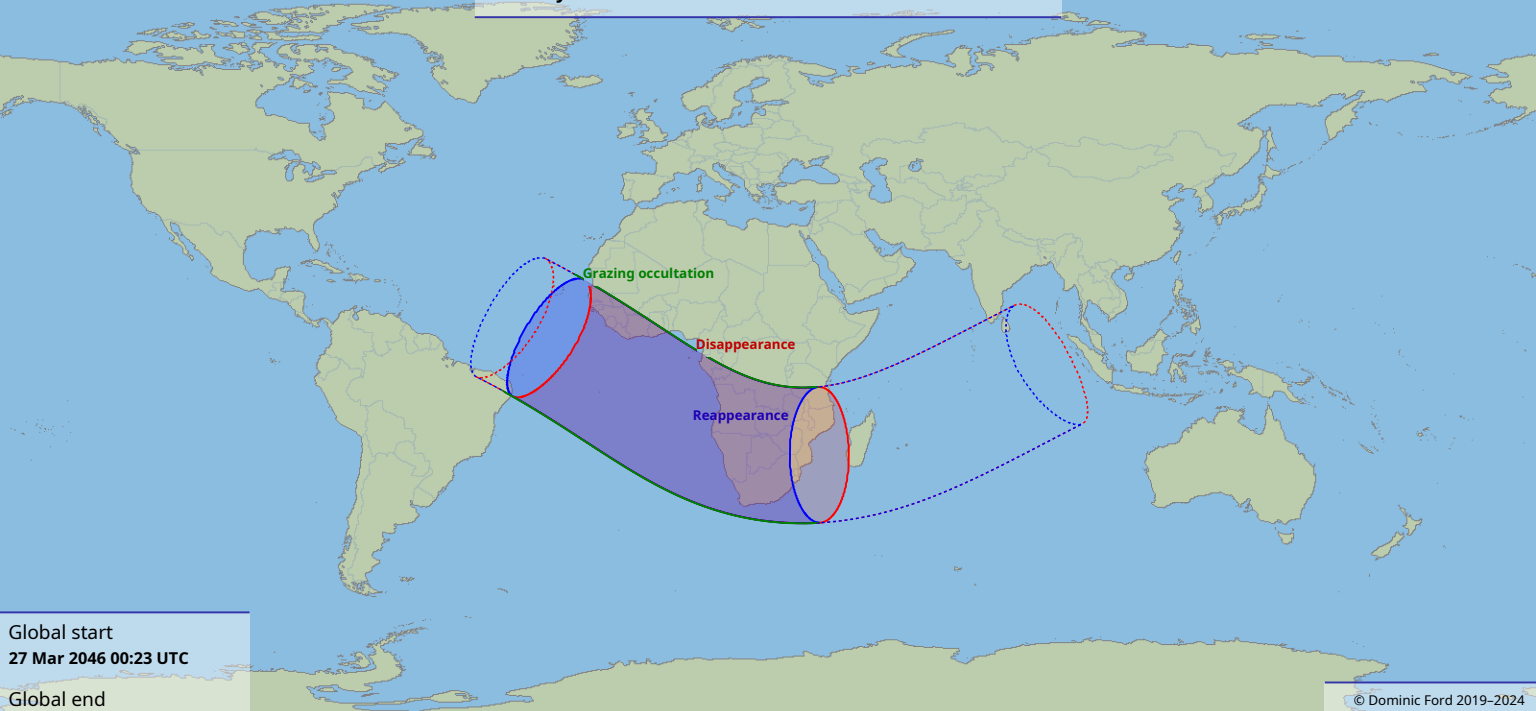 Grazing occultation
Disappearance
Reappearance
Global start
27 Mar 2046 00:23 UTC
Global end
© Dominic Ford 2019–2024